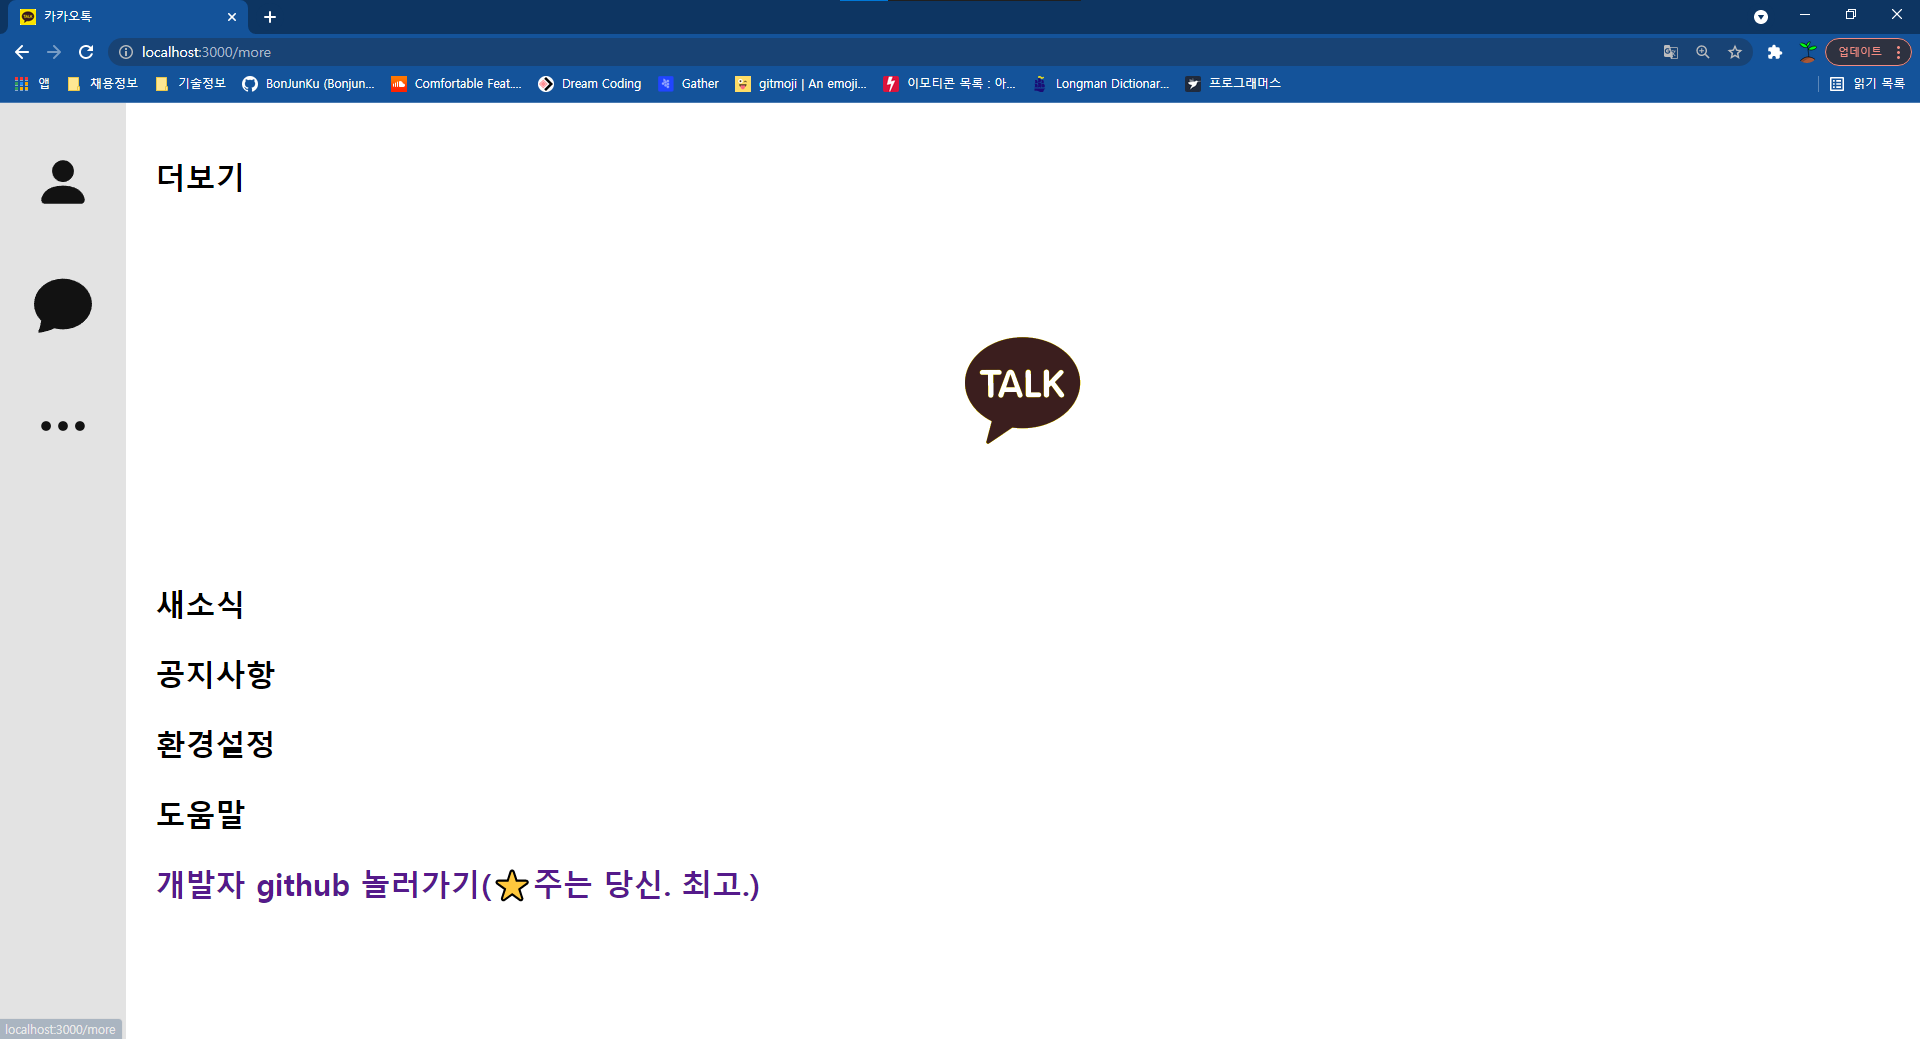 카카오톡
localhost:3000/more
업데이트
앱 채용정보 기술정보 BonJunKu (Bonjun... Comfortable Feat... Dream Coding Gather gitmoji | An emoji... 이모티콘 목록 : 아... Longman Dictionar... 프로그래머스 읽기 목록
더보기
TALK
새소식
공지사항
환경설정
도움말
개발자 github 놀러가기(⭐주는 당신. 최고.)
localhost:3000/more